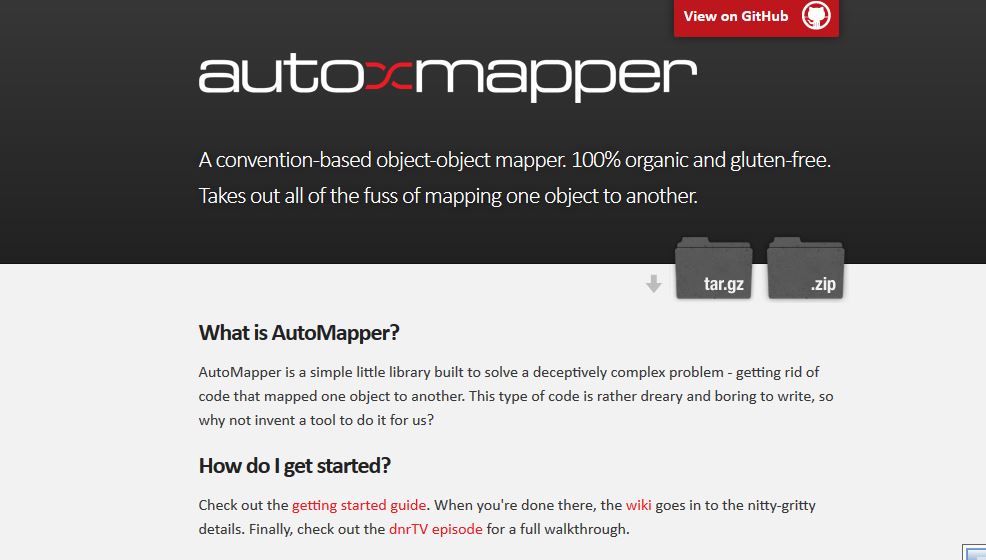 View on GitHub
autoxmapper
A convention-based object-object mapper. 100% organic and gluten-free.
Takes out all of the fuss of mapping one object to another.
tar.gz .zip
What is AutoMapper?
AutoMapper is a simple little library built to solve a deceptively complex problem - getting rid of
code that mapped one object to another. This type of code is rather dreary and boring to write, so
why not invent a tool to do it for us?
How do I get started?
Check out the getting started guide. When you're done there, the wiki goes in to the nitty-gritty
details. Finally, check out the dnrTV episode for a full walkthrough.